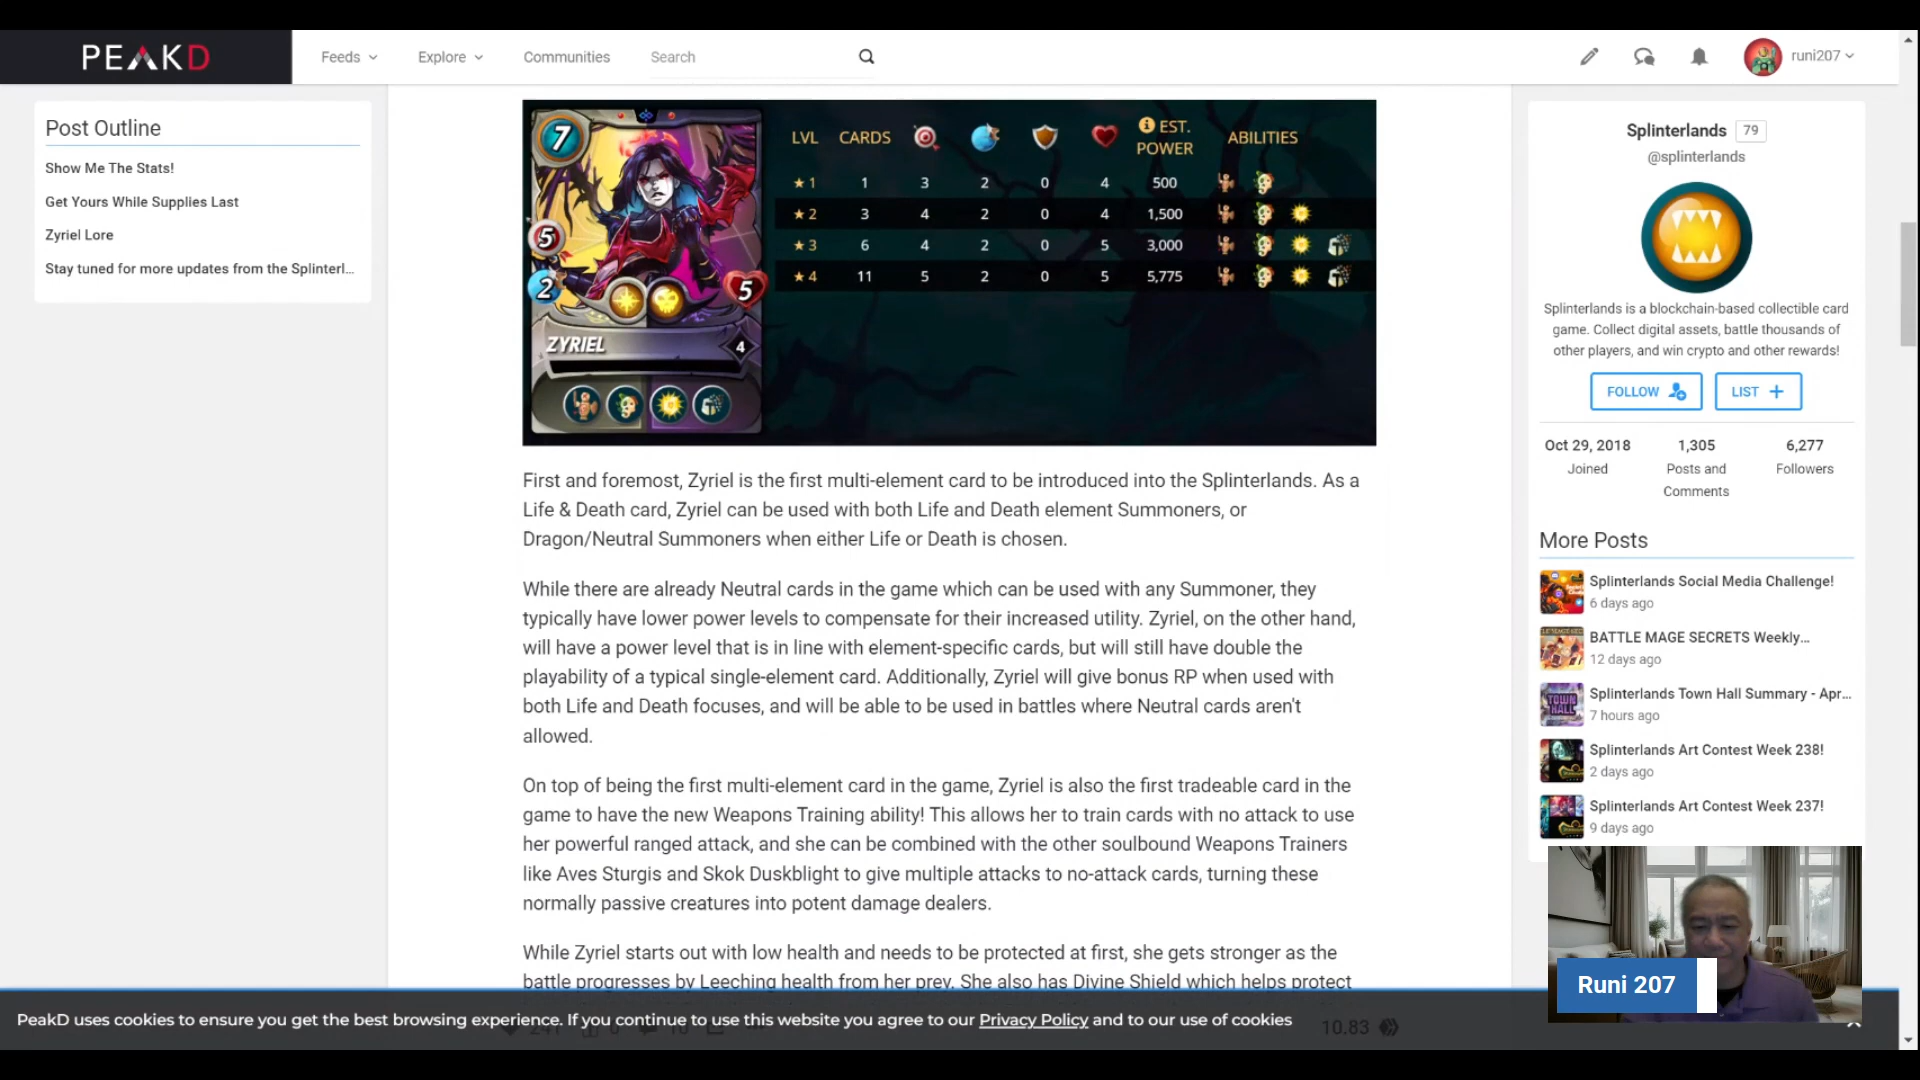 PEAKD
Feeds
Explore
Communities
Search
runi207
Post Outline
Show Me The Stats!
Get Yours While Supplies Last
Zyriel Lore
Stay tuned for more updates from the Splinterl...
7
5
2
5
ZYRIEL
4
LVL CARDS EST. POWER ABILITIES
1 1 3 2 0 4 500
2 3 4 2 0 4 1,500
3 6 4 2 0 5 3,000
4 11 5 2 0 5 5,775
First and foremost, Zyriel is the first multi-element card to be introduced into the Splinterlands. As a
Life & Death card, Zyriel can be used with both Life and Death element Summoners, or
Dragon/Neutral Summoners when either Life or Death is chosen.
While there are already Neutral cards in the game which can be used with any Summoner, they
typically have lower power levels to compensate for their increased utility. Zyriel, on the other hand,
will have a power level that is in line with element-specific cards, but will still have double the
playability of a typical single-element card. Additionally, Zyriel will give bonus RP when used with
both Life and Death focuses, and will be able to be used in battles where Neutral cards aren't
allowed.
On top of being the first multi-element card in the game, Zyriel is also the first tradeable card in the
game to have the new Weapons Training ability! This allows her to train cards with no attack to use
her powerful ranged attack, and she can be combined with the other soulbound Weapons Trainers
like Aves Sturgis and Skok Duskblight to give multiple attacks to no-attack cards, turning these
normally passive creatures into potent damage dealers.
While Zyriel starts out with low health and needs to be protected at first, she gets stronger as the
battle progresses by Leeching health from her prey. She also has Divine Shield which helps protect
Splinterlands 79
@splinterlands
Splinterlands is a blockchain-based collectible card
game. Collect digital assets, battle thousands of
other players, and win crypto and other rewards!
FOLLOW
LIST
Oct 29, 2018
Joined
1,305
Posts and
Comments
6,277
Followers
More Posts
Splinterlands Social Media Challenge!
6 days ago
BATTLE MAGE SECRETS Weekly...
12 days ago
TOWN HALL
Splinterlands Town Hall Summary - Apr...
7 hours ago
Splinterlands Art Contest Week 238!
2 days ago
Splinterlands Art Contest Week 237!
9 days ago
Runi 207
PeakD uses cookies to ensure you get the best browsing experience. If you continue to use this website you agree to our Privacy Policy and to our use of cookies
10.83